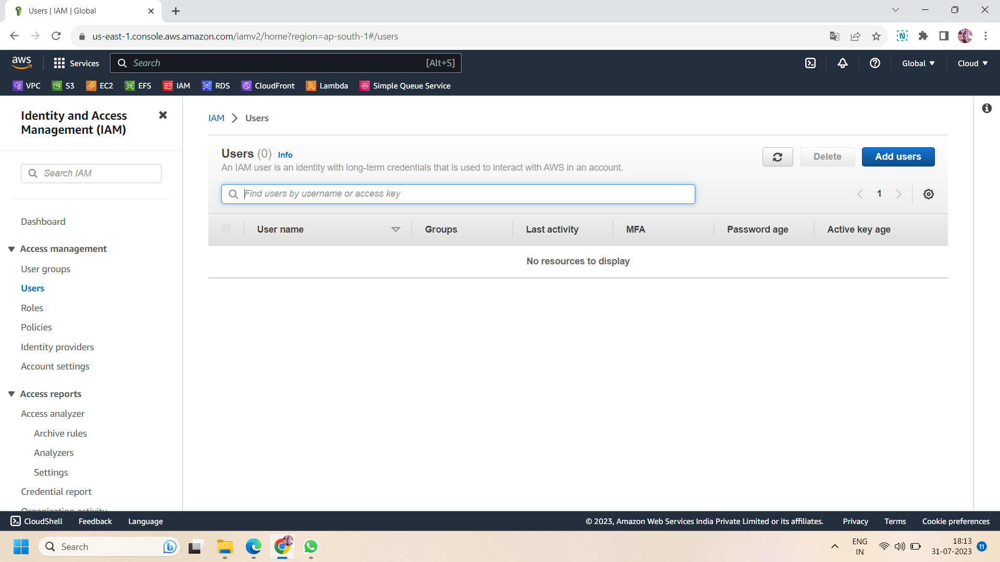 Users | IAM | Global
us-east-1.console.aws.amazon.com/iamv2/home?region=ap-south-1#/users
aws
Services
Search
[Alt+S]
Global
Cloud
VPC
S3
EC2
EFS
IAM
RDS
CloudFront
Lambda
Simple Queue Service
Identity and Access
Management (IAM)
Search IAM
Dashboard
Access management
User groups
Users
Roles
Policies
Identity providers
Account settings
Access reports
Access analyzer
Archive rules
Analyzers
Settings
Credential report
Organization activity
IAM
Users
Users (0) Info
An IAM user is an identity with long-term credentials that is used to interact with AWS in an account.
Delete
Add users
Find users by username or access key
1
User name
Groups
Last activity
MFA
Password age
Active key age
No resources to display
CloudShell
Feedback
Language
© 2023, Amazon Web Services India Private Limited or its affiliates.
Privacy
Terms
Cookie preferences
Search
ENG
IN
18:13
31-07-2023
11